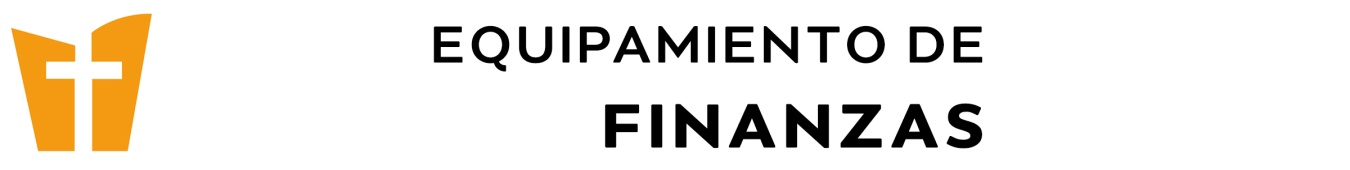 EQUIPAMIENTO DE
FINANZAS